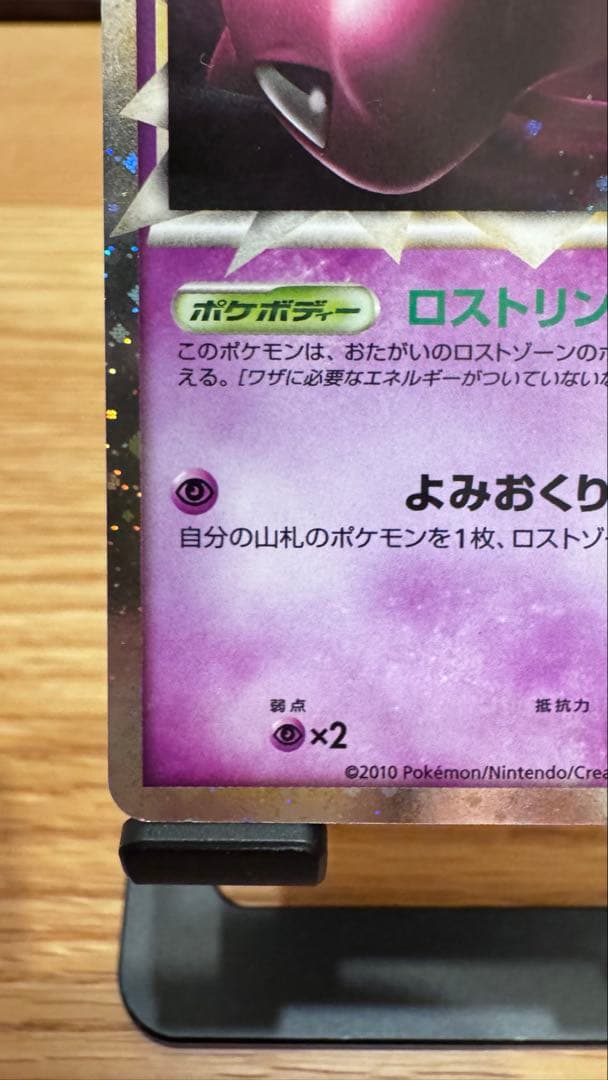 ポケボディー ロストリン
このポケモンは、おたがいのロストゾーンのポ
える。[ワザに必要なエネルギーがついていないな
よみおくり
自分の山札のポケモンを1枚、ロストゾー
弱点 抵抗力
×2
©2010 Pokémon/Nintendo/Crea